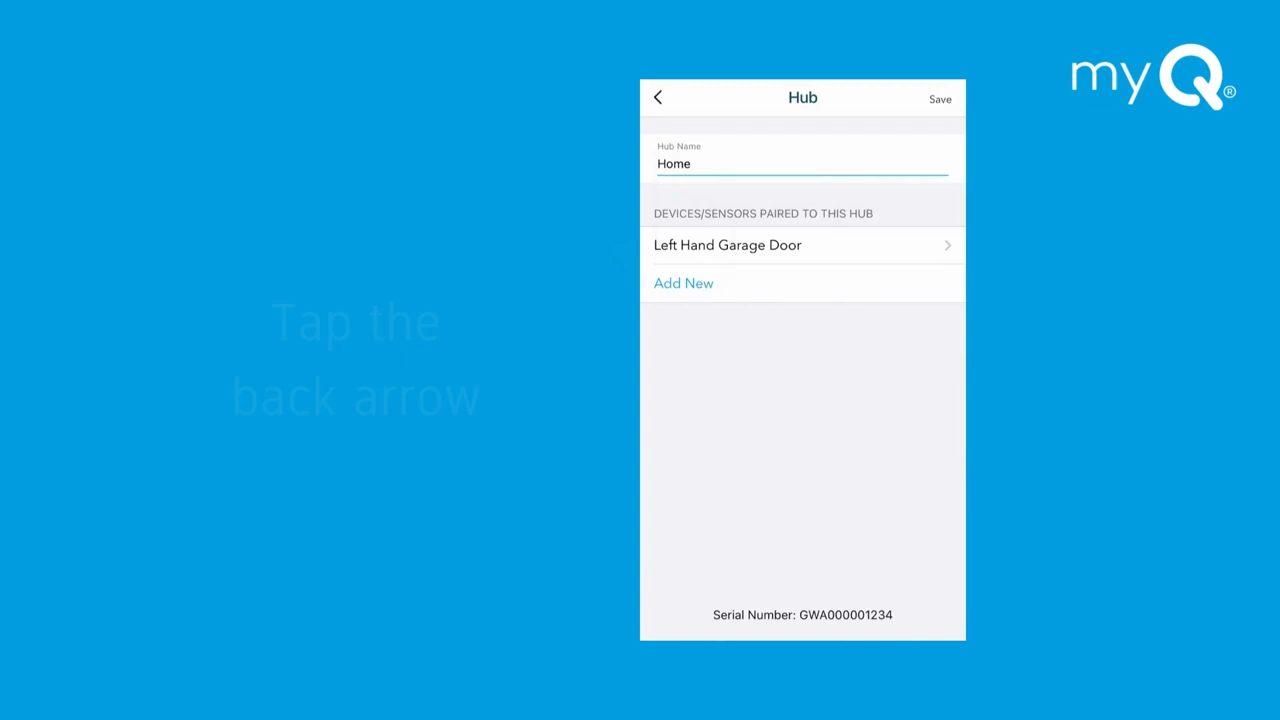 myQ®
Hub
Save
Hub Name
Home
DEVICES/SENSORS PAIRED TO THIS HUB
Left Hand Garage Door
Add New
Serial Number: GWA000001234
Tap the
back arrow